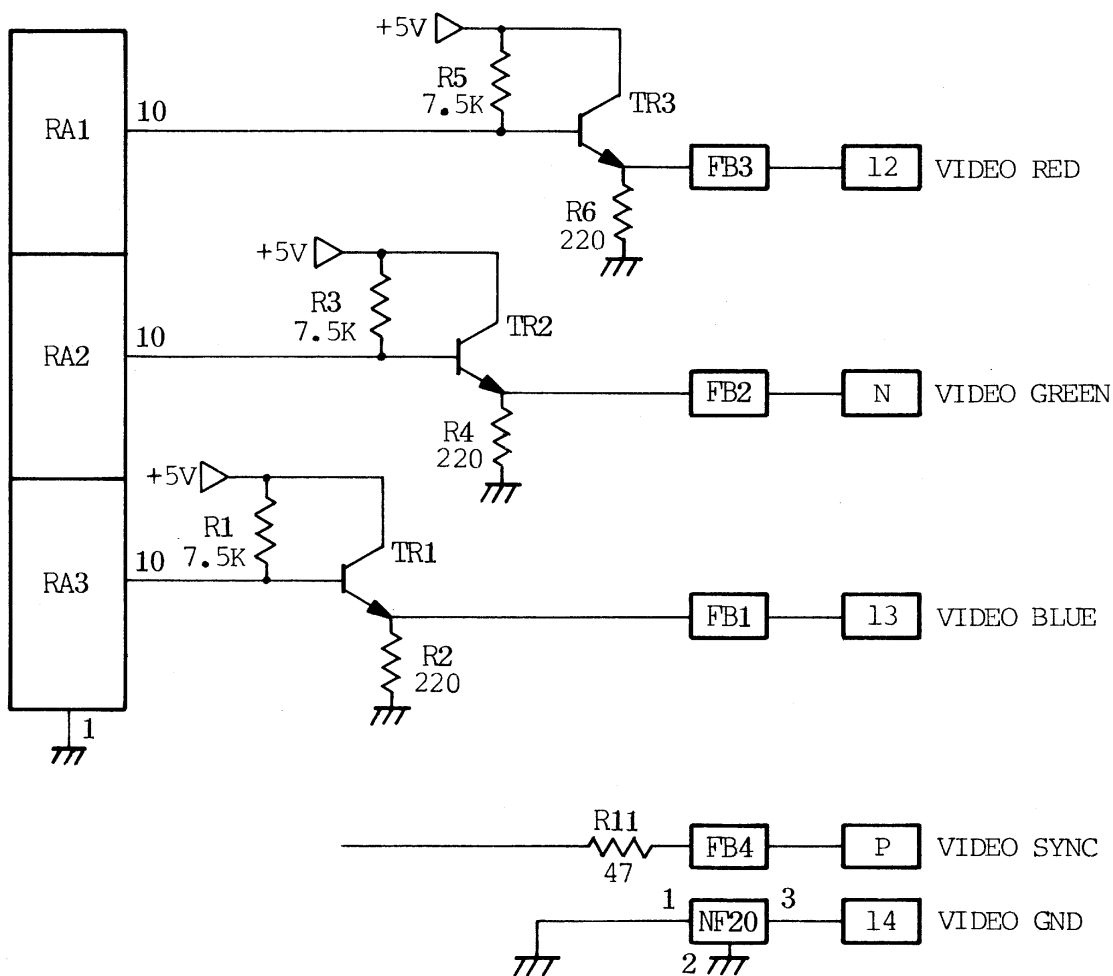 +5V
R5
7.5K
TR3
RA1
10
FB3
12
VIDEO RED
R6
220
+5V
R3
7.5K
TR2
RA2
10
FB2
N
VIDEO GREEN
R4
220
+5V
R1
7.5K
TR1
RA3
10
FB1
13
VIDEO BLUE
R2
220
1
R11
47
FB4
P
VIDEO SYNC
1
NF20
3
14
VIDEO GND
2